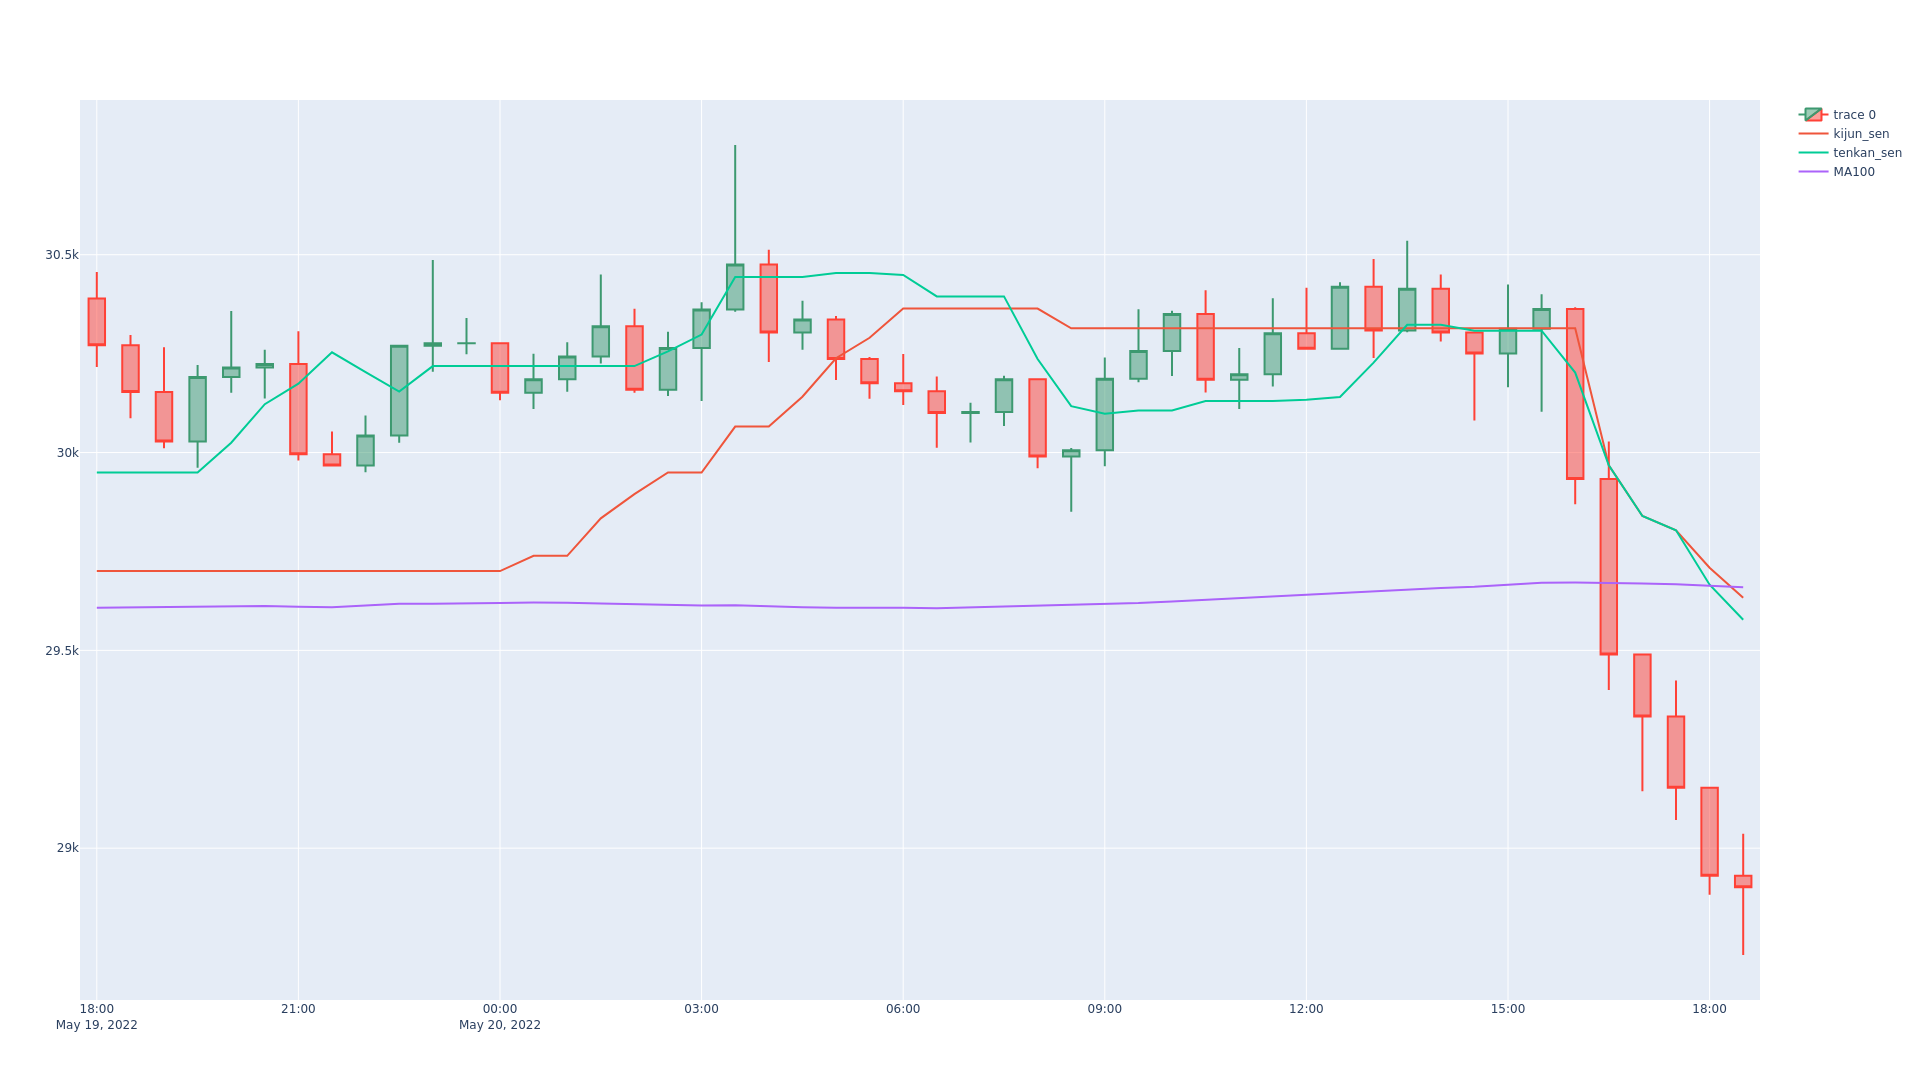 trace 0
kijun_sen
tenkan_sen
MA100
30.5k
30k
29.5k
29k
18:00 21:00 00:00 03:00 06:00 09:00 12:00 15:00 18:00
May 19, 2022 May 20, 2022